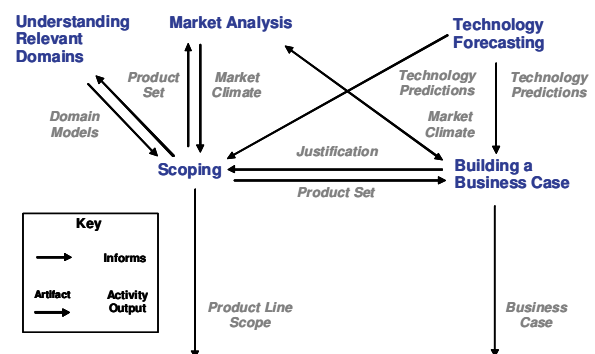 Understanding
Relevant
Domains
Market Analysis
Technology
Forecasting
Product
Set
Market
Climate
Technology
Predictions
Technology
Predictions
Domain
Models
Market
Climate
Justification
Scoping
Building a
Business Case
Product Set
Key
Informs
Artifact
Activity
Output
Product Line
Scope
Business
Case